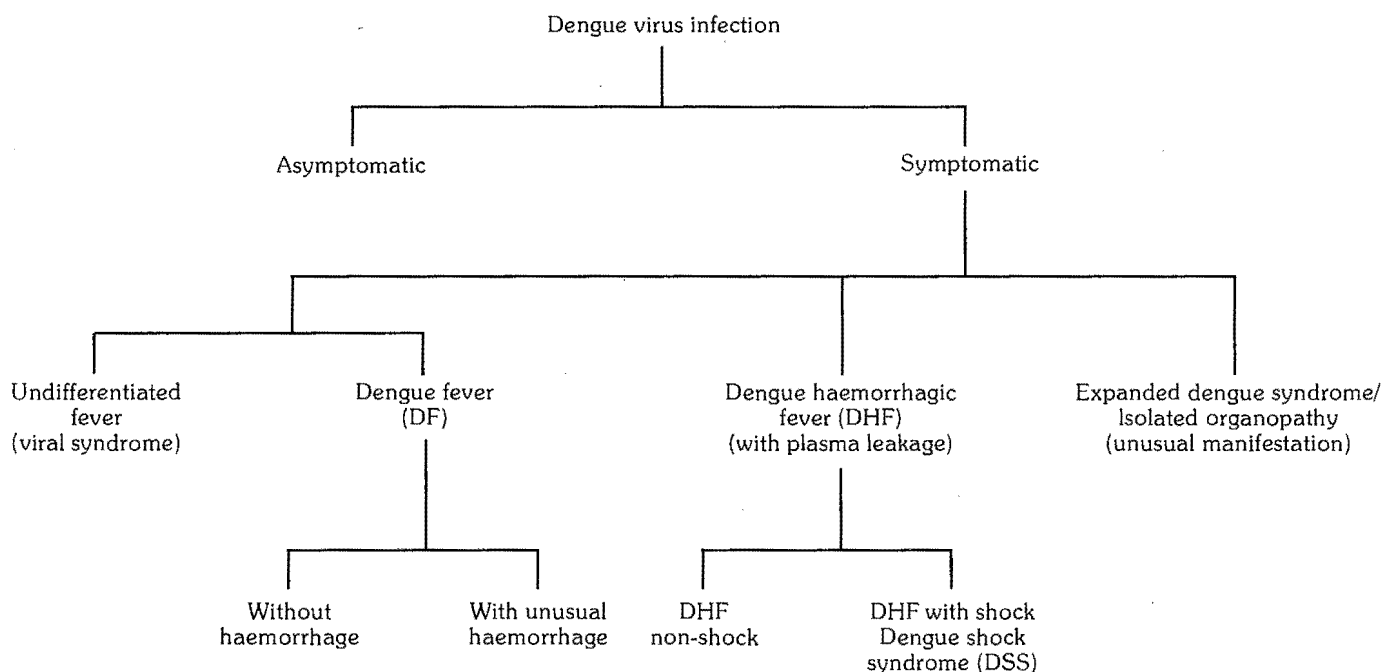 Dengue virus infection
Asymptomatic
Symptomatic
Undifferentiated
fever
(viral syndrome)
Dengue fever
(DF)
Dengue haemorrhagic
fever (DHF)
(with plasma leakage)
Expanded dengue syndrome/
Isolated organopathy
(unusual manifestation)
Without
haemorrhage
With unusual
haemorrhage
DHF
non-shock
DHF with shock
Dengue shock
syndrome (DSS)